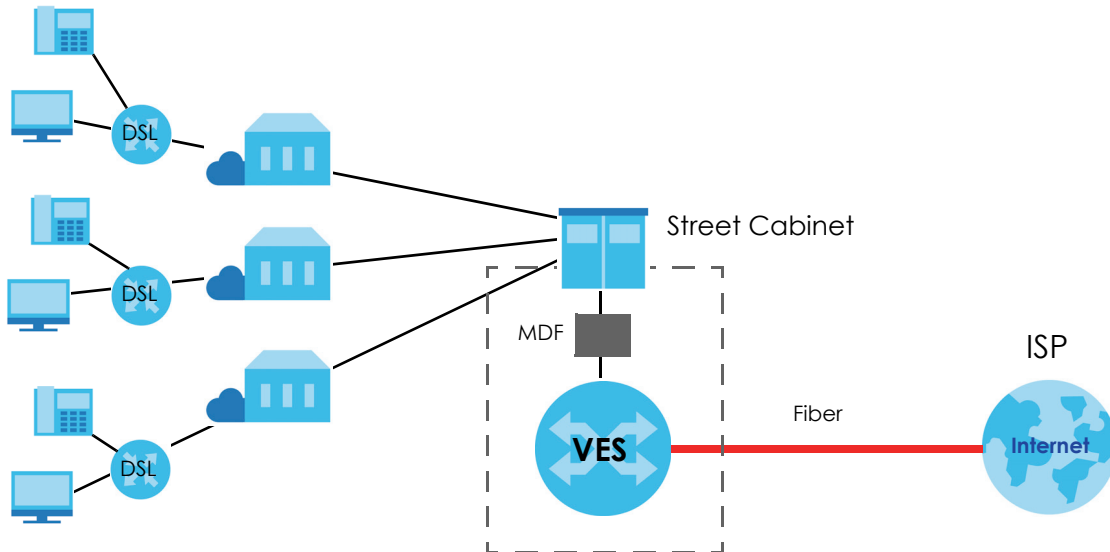 DSL
DSL
DSL
Street Cabinet
MDF
VES
Fiber
ISP
Internet